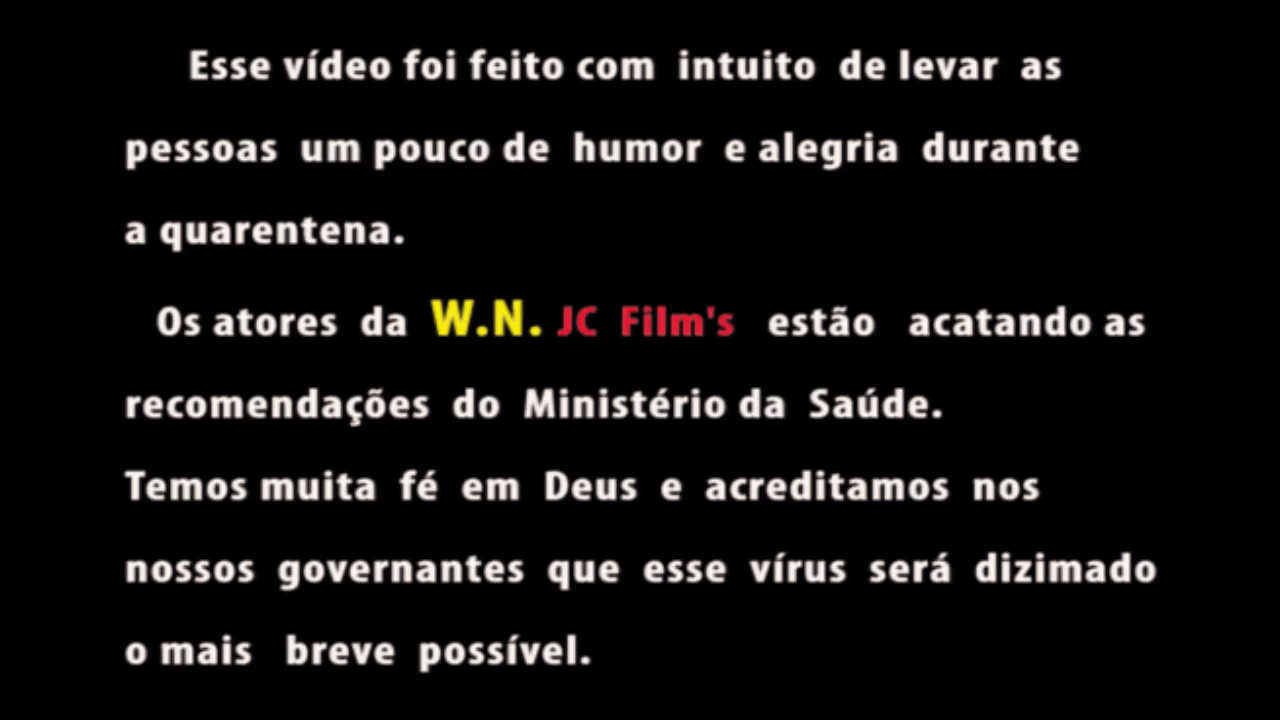 Esse vídeo foi feito com intuito de levar as
pessoas um pouco de humor e alegria durante
a quarentena.
Os atores da W.N. JC Film's estão acatando as
recomendações do Ministério da Saúde.
Temos muita fé em Deus e acreditamos nos
nossos governantes que esse vírus será dizimado
o mais breve possível.